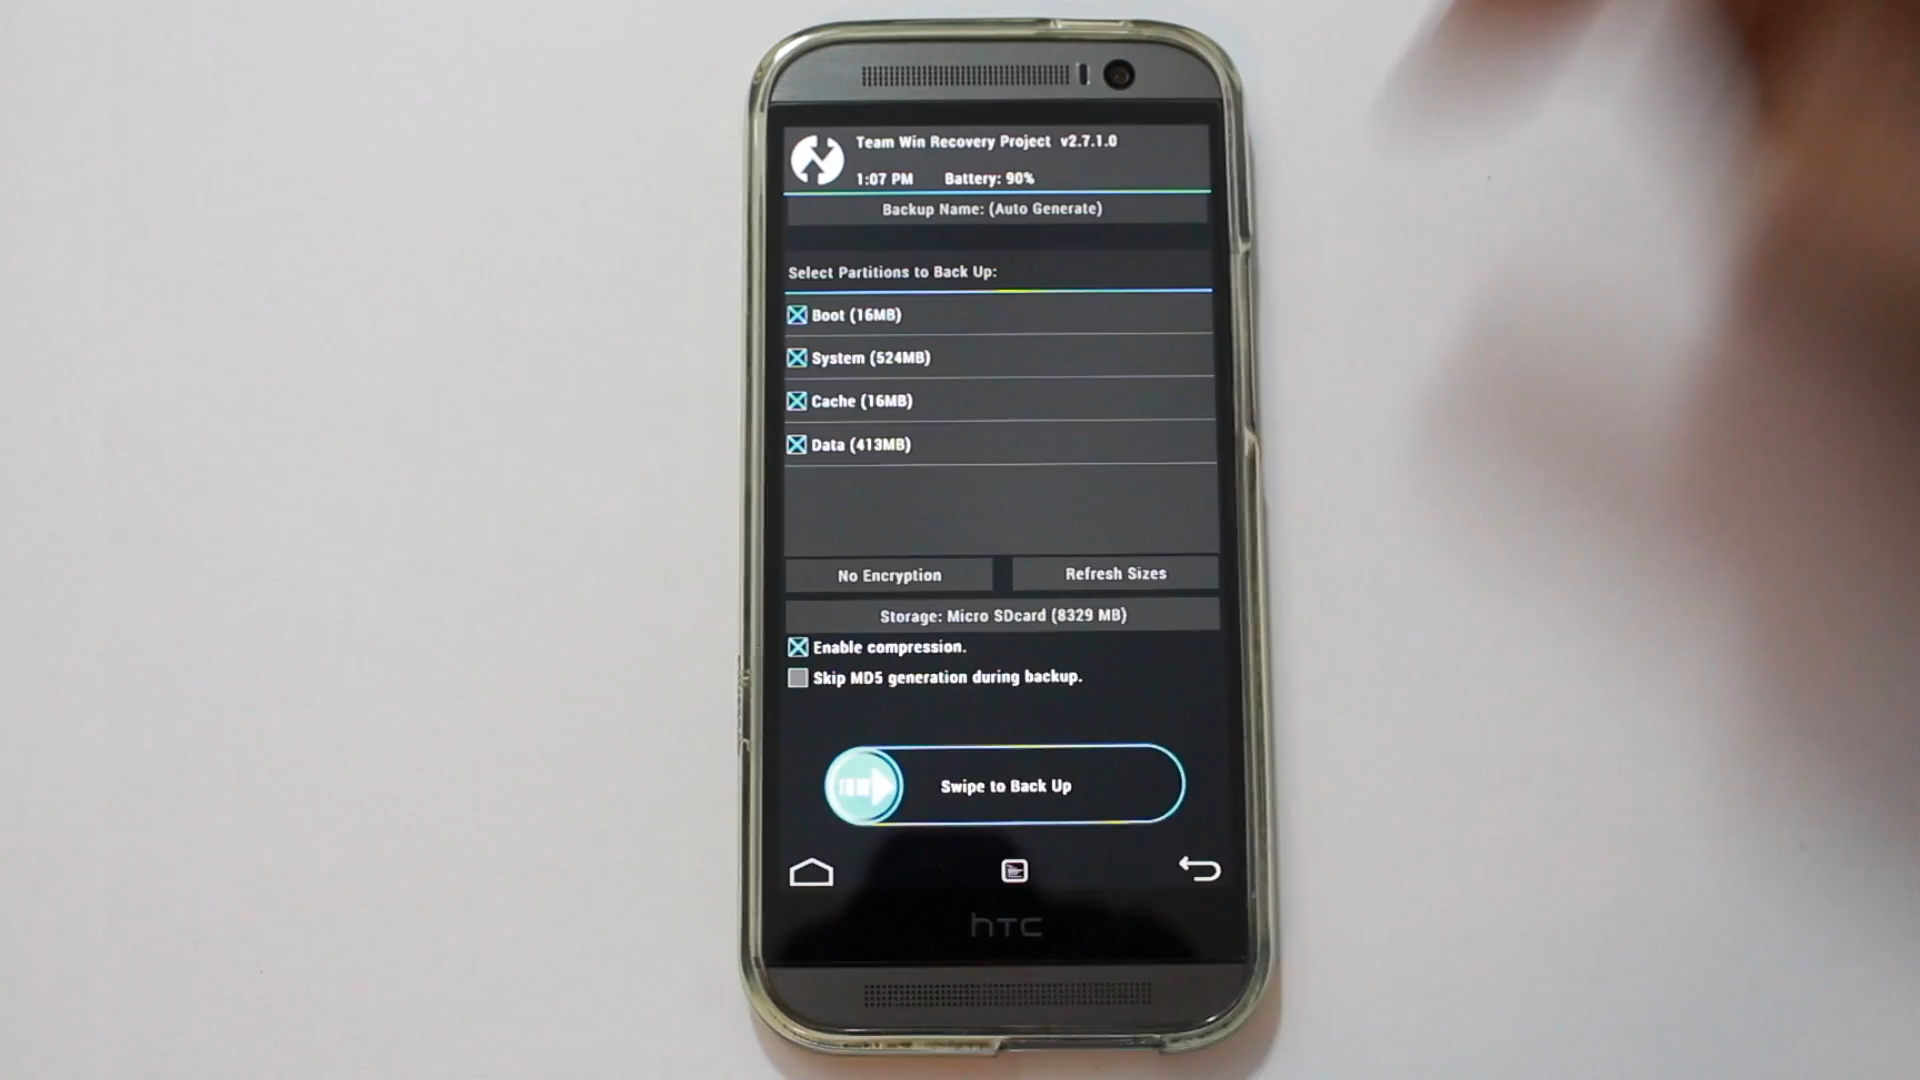 Team Win Recovery Project v2.7.1.0
1:07 PM Battery: 90%
Backup Name: (Auto Generate)
Select Partitions to Back Up:
Boot (16MB)
System (524MB)
Cache (16MB)
Data (413MB)
No Encryption Refresh Sizes
Storage: Micro SDcard (8329 MB)
Enable compression.
Skip MD5 generation during backup.
Swipe to Back Up
hTC